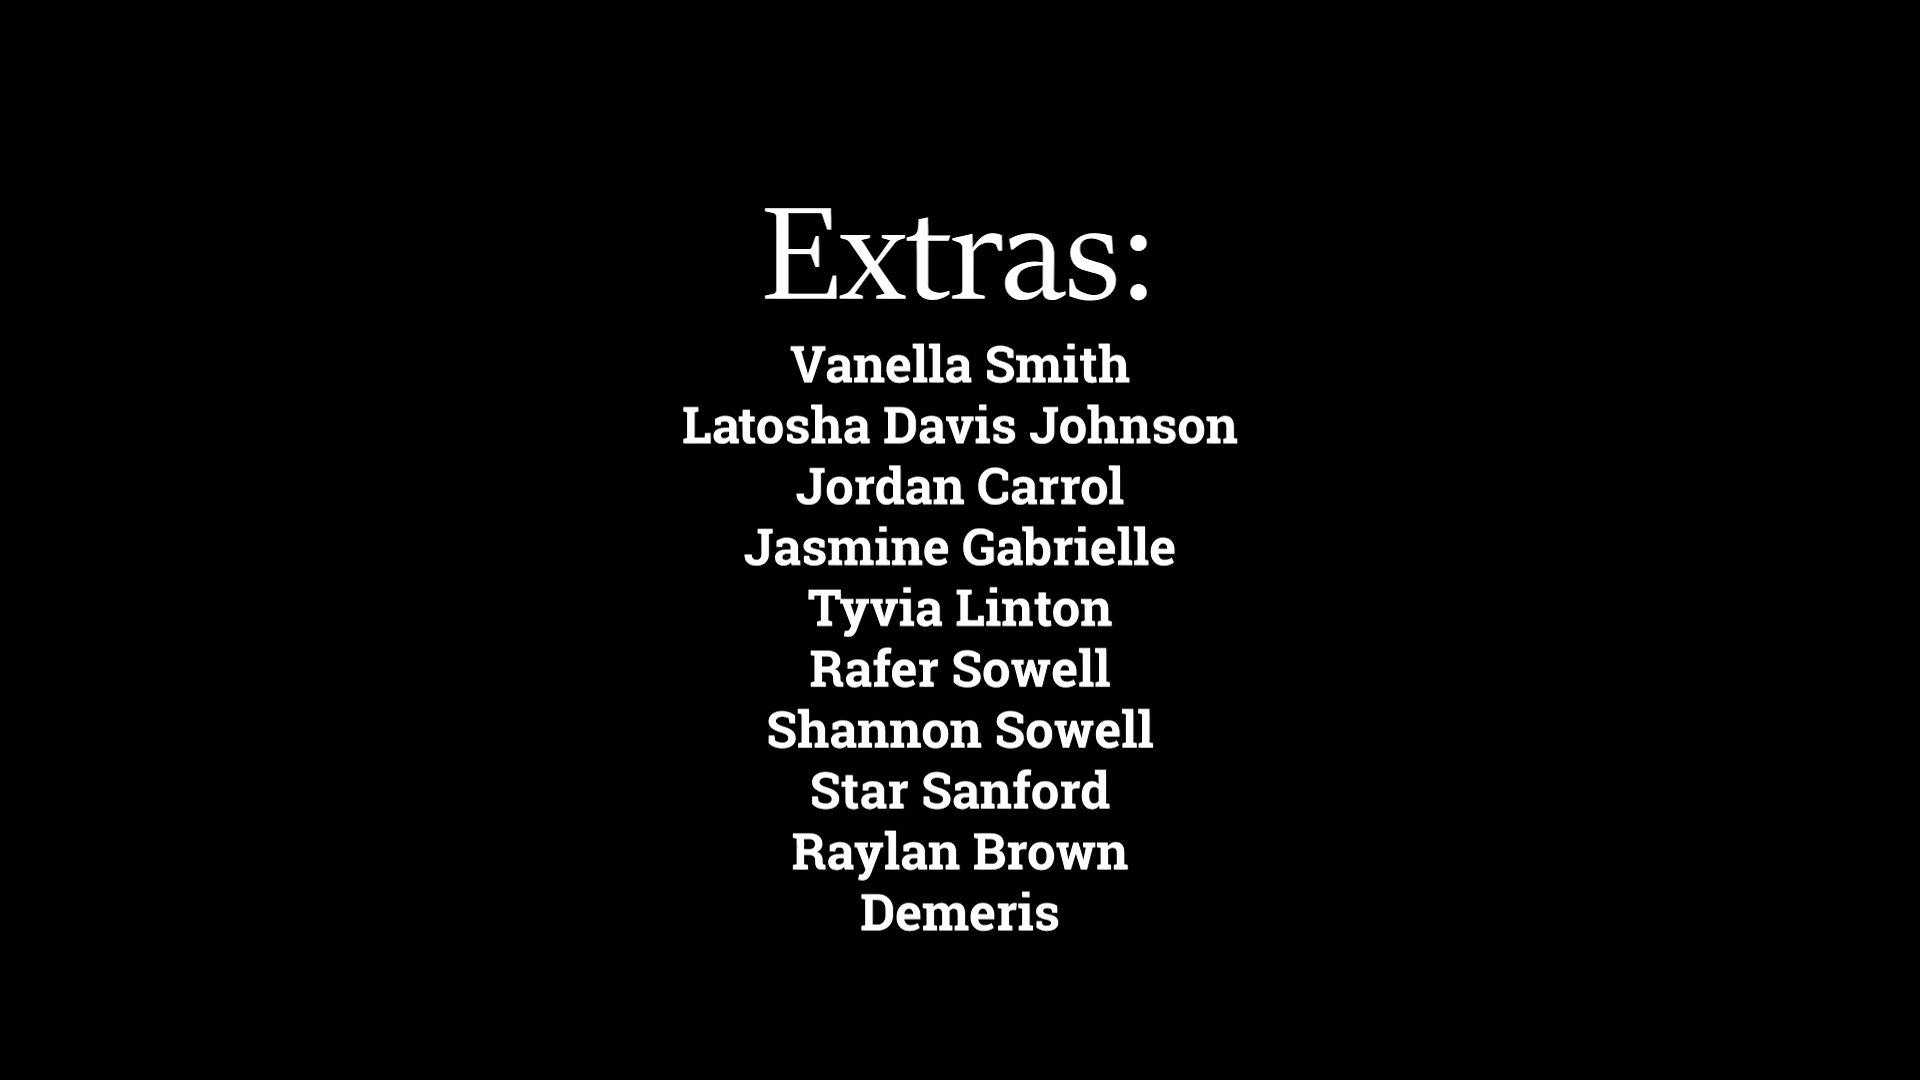 Extras:
Vanella Smith
Latosha Davis Johnson
Jordan Carrol
Jasmine Gabrielle
Tyvia Linton
Rafer Sowell
Shannon Sowell
Star Sanford
Raylan Brown
Demeris